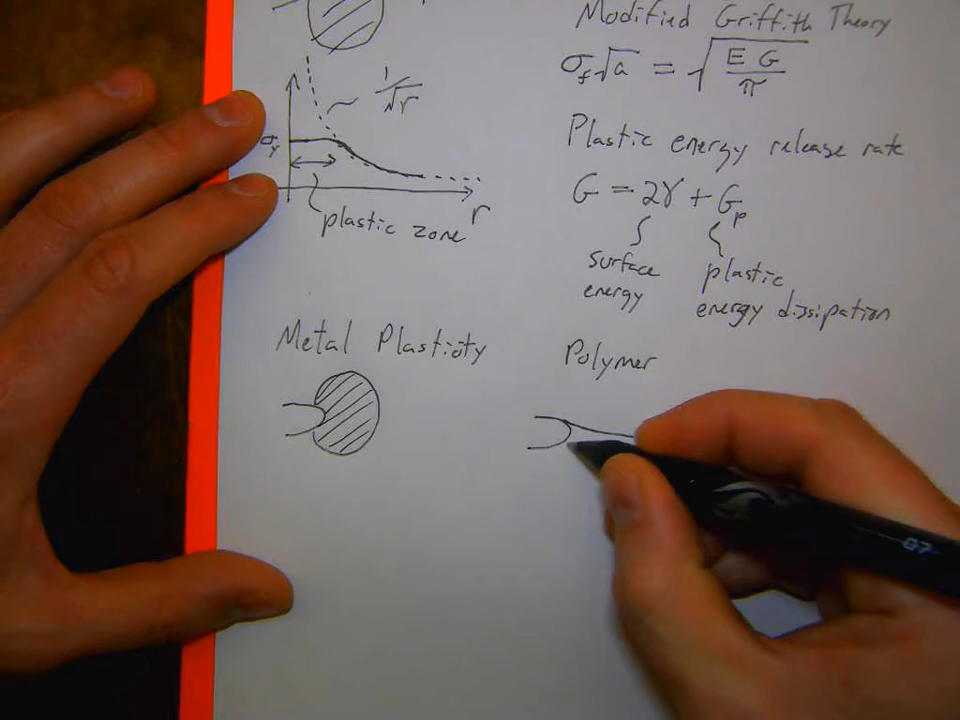 Modified Griffith Theory
σf√a = √(E G / π)
1/√r
σy
plastic zone
r
Plastic energy release rate
G = 2γ + Gp
surface
energy
plastic
energy dissipation
Metal Plasticity
Polymer
07